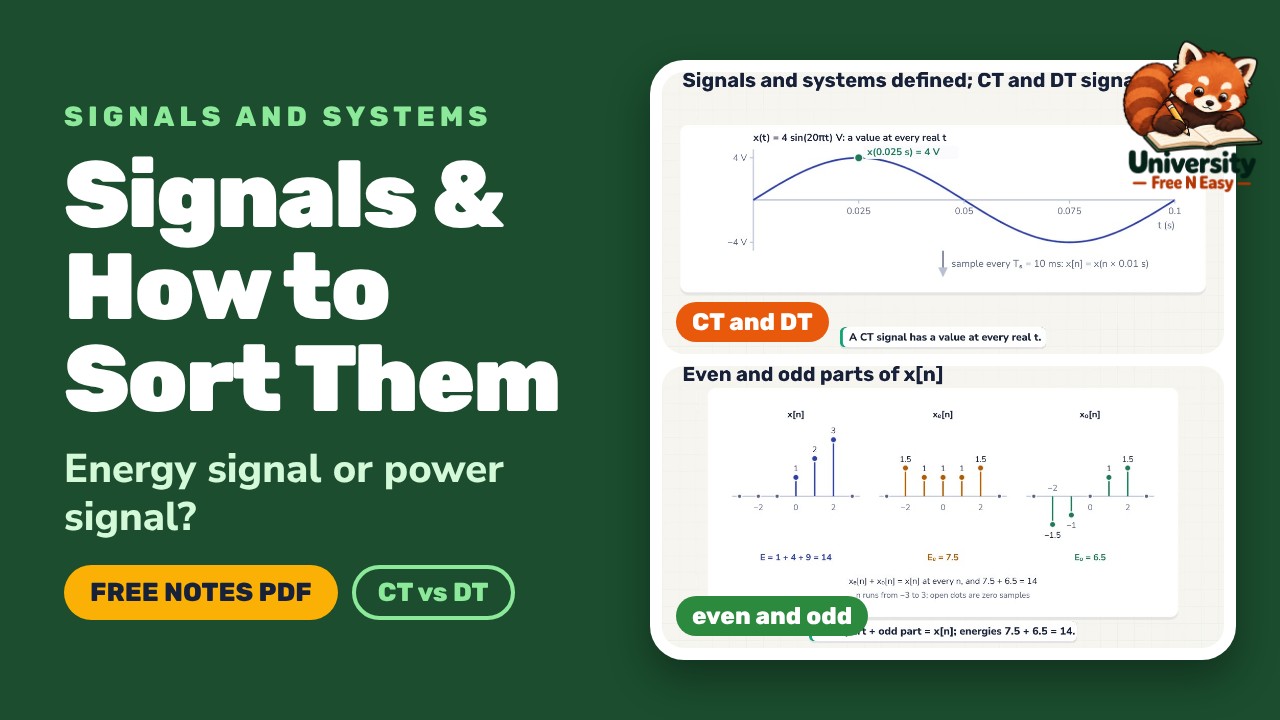 SIGNALS AND SYSTEMS
Signals &
How to
Sort Them
Energy signal or power
signal?
FREE NOTES PDF
CT vs DT
Signals and systems defined; CT and DT signa
University
Free N Easy
x(t) = 4 sin(20πt) V: a value at every real t
x(0.025 s) = 4 V
4 V
0.025
0.05
0.075
0.1
t (s)
−4 V
sample every Tₛ = 10 ms: x[n] = x(n × 0.01 s)
CT and DT
A CT signal has a value at every real t.
Even and odd parts of x[n]
x[n]
xₑ[n]
xₒ[n]
1
2
3
−2
0
2
1.5
1
1
1
1.5
−2
0
2
1
1.5
−2
0
2
−1
−1.5
E = 1 + 4 + 9 = 14
Eₑ = 7.5
Eₒ = 6.5
xₑ[n] + xₒ[n] = x[n] at every n, and 7.5 + 6.5 = 14
n runs from −3 to 3: open dots are zero samples
even and odd
+ odd part = x[n]; energies 7.5 + 6.5 = 14.